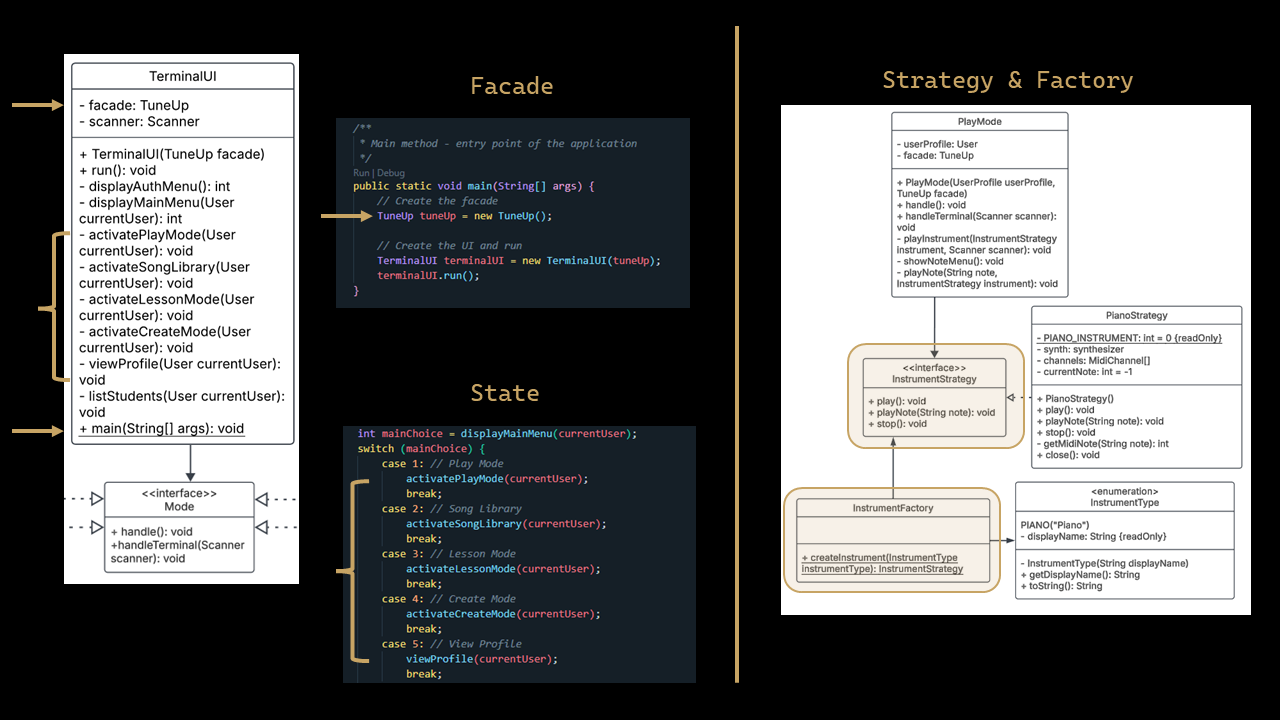 TerminalUI
- facade: TuneUp
- scanner: Scanner
+ TerminalUI(TuneUp facade)
+ run(): void
- displayAuthMenu(): int
- displayMainMenu(User
currentUser): int
- activatePlayMode(User
currentUser): void
- activateSongLibrary(User
currentUser): void
- activateLessonMode(User
currentUser): void
- activateCreateMode(User
currentUser): void
- viewProfile(User currentUser):
void
- listStudents(User currentUser):
void
+ main(String[] args): void
<<interface>>
Mode
+ handle(): void
+handleTerminal(Scanner
scanner): void
Facade
/**
* Main method - entry point of the application
*/
Run | Debug
public static void main(String[] args) {
// Create the facade
TuneUp tuneUp = new TuneUp();
// Create the UI and run
TerminalUI terminalUI = new TerminalUI(tuneUp);
terminalUI.run();
}
State
int mainChoice = displayMainMenu(currentUser);
switch (mainChoice) {
case 1: // Play Mode
activatePlayMode(currentUser);
break;
case 2: // Song Library
activateSongLibrary(currentUser);
break;
case 3: // Lesson Mode
activateLessonMode(currentUser);
break;
case 4: // Create Mode
activateCreateMode(currentUser);
break;
case 5: // View Profile
viewProfile(currentUser);
break;
Strategy & Factory
PlayMode
- userProfile: User
- facade: TuneUp
+ PlayMode(UserProfile userProfile,
TuneUp facade)
+ handle(): void
+ handleTerminal(Scanner scanner):
void
- playInstrument(InstrumentStrategy
instrument, Scanner scanner): void
- showNoteMenu(): void
- playNote(String note,
InstrumentStrategy instrument): void
PianoStrategy
- PIANO_INSTRUMENT: int = 0 {readOnly}
- synth: synthesizer
- channels: MidiChannel[]
- currentNote: int = -1
+ PianoStrategy()
+ play(): void
+ playNote(String note): void
+ stop(): void
- getMidiNote(String note): int
+ close(): void
<<interface>>
InstrumentStrategy
+ play(): void
+ playNote(String note): void
+ stop(): void
InstrumentFactory
+ createInstrument(InstrumentType
instrumentType): InstrumentStrategy
<enumeration>
InstrumentType
PIANO("Piano")
- displayName: String {readOnly}
- InstrumentType(String displayName)
+ getDisplayName(): String
+ toString(): String